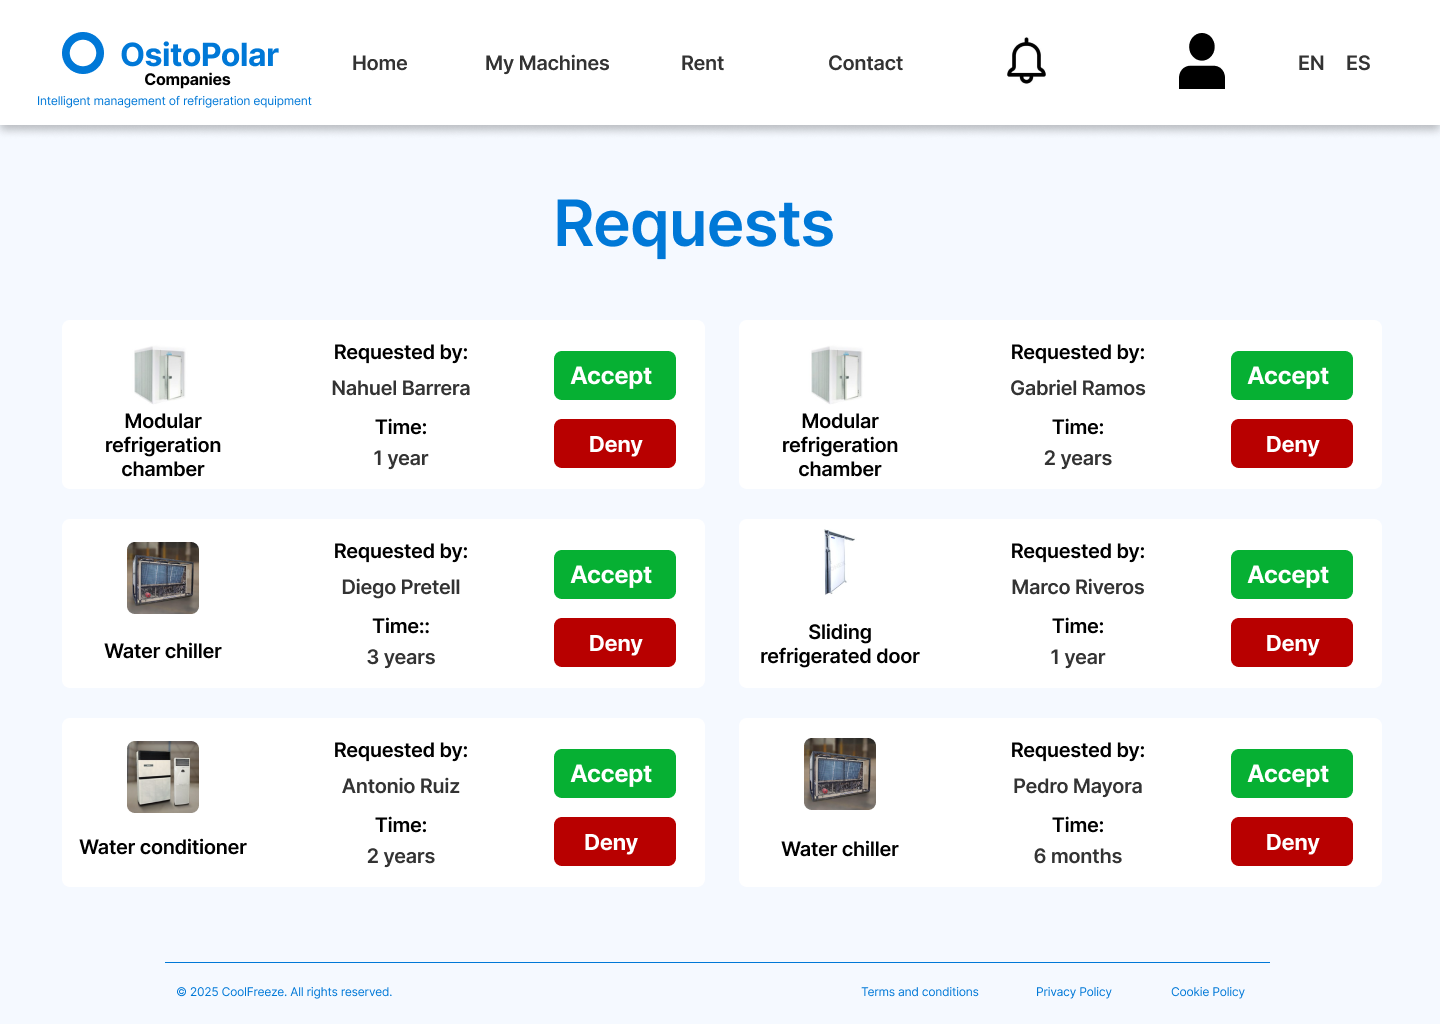 OsitoPolar
Companies
Intelligent management of refrigeration equipment
Home
My Machines
Rent
Contact
EN
ES
Requests
Modular
refrigeration
chamber
Requested by:
Nahuel Barrera
Time:
1 year
Accept
Deny
Modular
refrigeration
chamber
Requested by:
Gabriel Ramos
Time:
2 years
Accept
Deny
Water chiller
Requested by:
Diego Pretell
Time::
3 years
Accept
Deny
Sliding
refrigerated door
Requested by:
Marco Riveros
Time:
1 year
Accept
Deny
Water conditioner
Requested by:
Antonio Ruiz
Time:
2 years
Accept
Deny
Water chiller
Requested by:
Pedro Mayora
Time:
6 months
Accept
Deny
© 2025 CoolFreeze. All rights reserved.
Terms and conditions
Privacy Policy
Cookie Policy